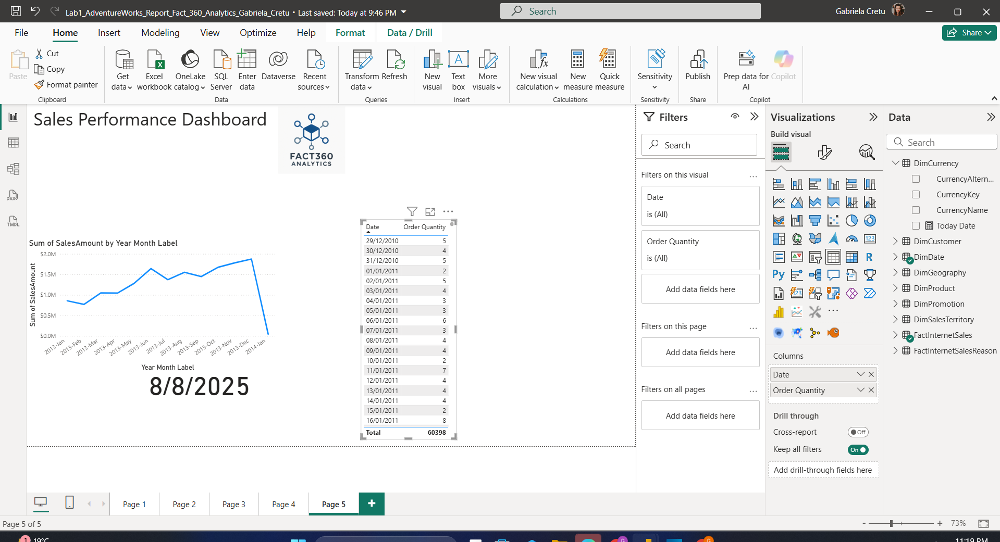 Lab1_AdventureWorks_Report_Fact_360_Analytics_Gabriela_Cretu • Last saved: Today at 9:46 PM
Search
Gabriela Cretu
File Home Insert Modeling View Optimize Help Format Data / Drill
Share
Paste
Cut
Copy
Format painter
Clipboard
Get data
Excel workbook
OneLake catalog
SQL Server
Enter data
Dataverse
Recent sources
Data
Transform data
Refresh
Queries
New visual
Text box
More visuals
Insert
New visual calculation
New measure
Quick measure
Calculations
Sensitivity
Sensitivity
Publish
Share
Prep data for AI
Copilot
Copilot
DAX
TMDL
Sales Performance Dashboard
FACT360
ANALYTICS
Sum of SalesAmount by Year Month Label
Sum of SalesAmount
$2.0M
$1.5M
$1.0M
$0.5M
$0.0M
2013-Jan
2013-Feb
2013-Mar
2013-Apr
2013-May
2013-Jun
2013-Jul
2013-Aug
2013-Sep
2013-Oct
2013-Nov
2013-Dec
2014-Jan
Year Month Label
8/8/2025
Date Order Quantity
29/12/2010 5
30/12/2010 4
31/12/2010 5
01/01/2011 2
02/01/2011 5
03/01/2011 4
04/01/2011 3
05/01/2011 3
06/01/2011 6
07/01/2011 3
08/01/2011 4
09/01/2011 4
10/01/2011 2
11/01/2011 7
12/01/2011 4
13/01/2011 4
14/01/2011 4
15/01/2011 2
16/01/2011 8
Total 60398
Filters
Search
Filters on this visual
Date
is (All)
Order Quantity
is (All)
Add data fields here
Filters on this page
Add data fields here
Filters on all pages
Add data fields here
Visualizations
Build visual
123
R
Py
123
Columns
Date
Order Quantity
Drill through
Cross-report
Off
Keep all filters
On
Add drill-through fields here
Data
Search
DimCurrency
CurrencyAltern...
CurrencyKey
CurrencyName
Today Date
DimCustomer
DimDate
DimGeography
DimProduct
DimPromotion
DimSalesTerritory
FactInternetSales
FactInternetSalesReason
Page 1
Page 2
Page 3
Page 4
Page 5
Page 5 of 5
- + 73%
1
19°C
G
G
11:19 PM